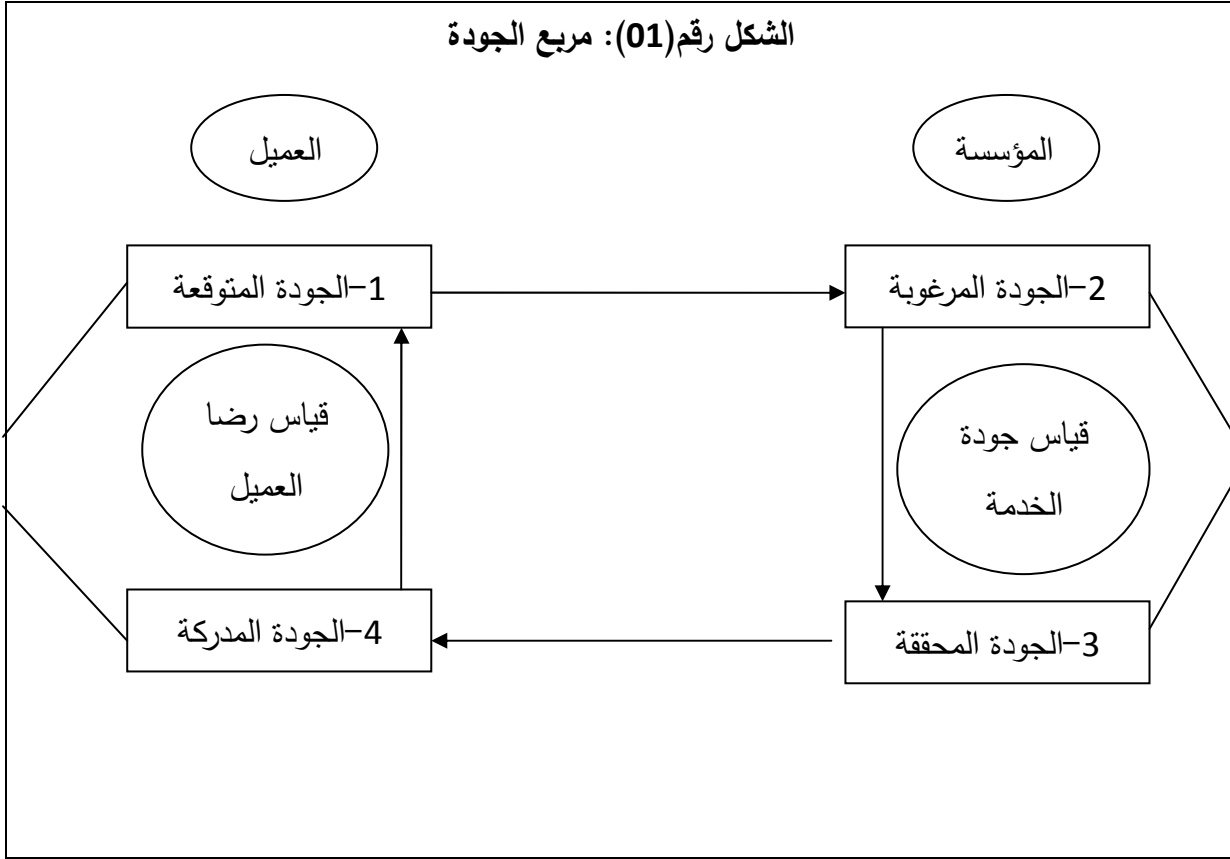 الشكل رقم(01): مربع الجودة
المؤسسة
العميل
2-الجودة المرغوبة
1-الجودة المتوقعة
قياس جودة
الخدمة
قياس رضا
العميل
3-الجودة المحققة
4-الجودة المدركة